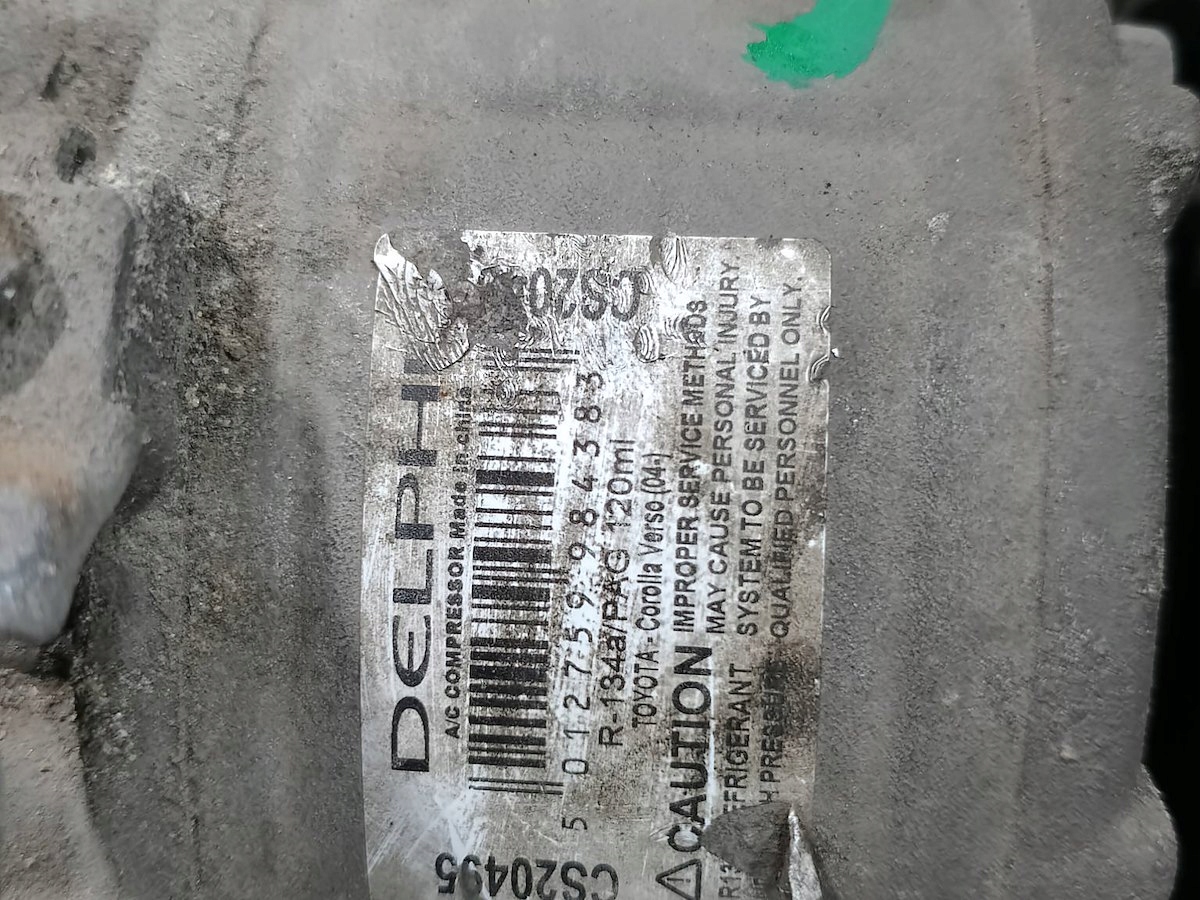 DELPHI
A/C COMPRESSOR Made in china
CS20495
5 012759 984383
R-134a/PAG 120ml
TOYOTA - Corolla Verso (04-)
⚠CAUTION
IMPROPER SERVICE METHODS
MAY CAUSE PERSONAL INJURY
SYSTEM TO BE SERVICED BY
QUALIFIED PERSONNEL ONLY.